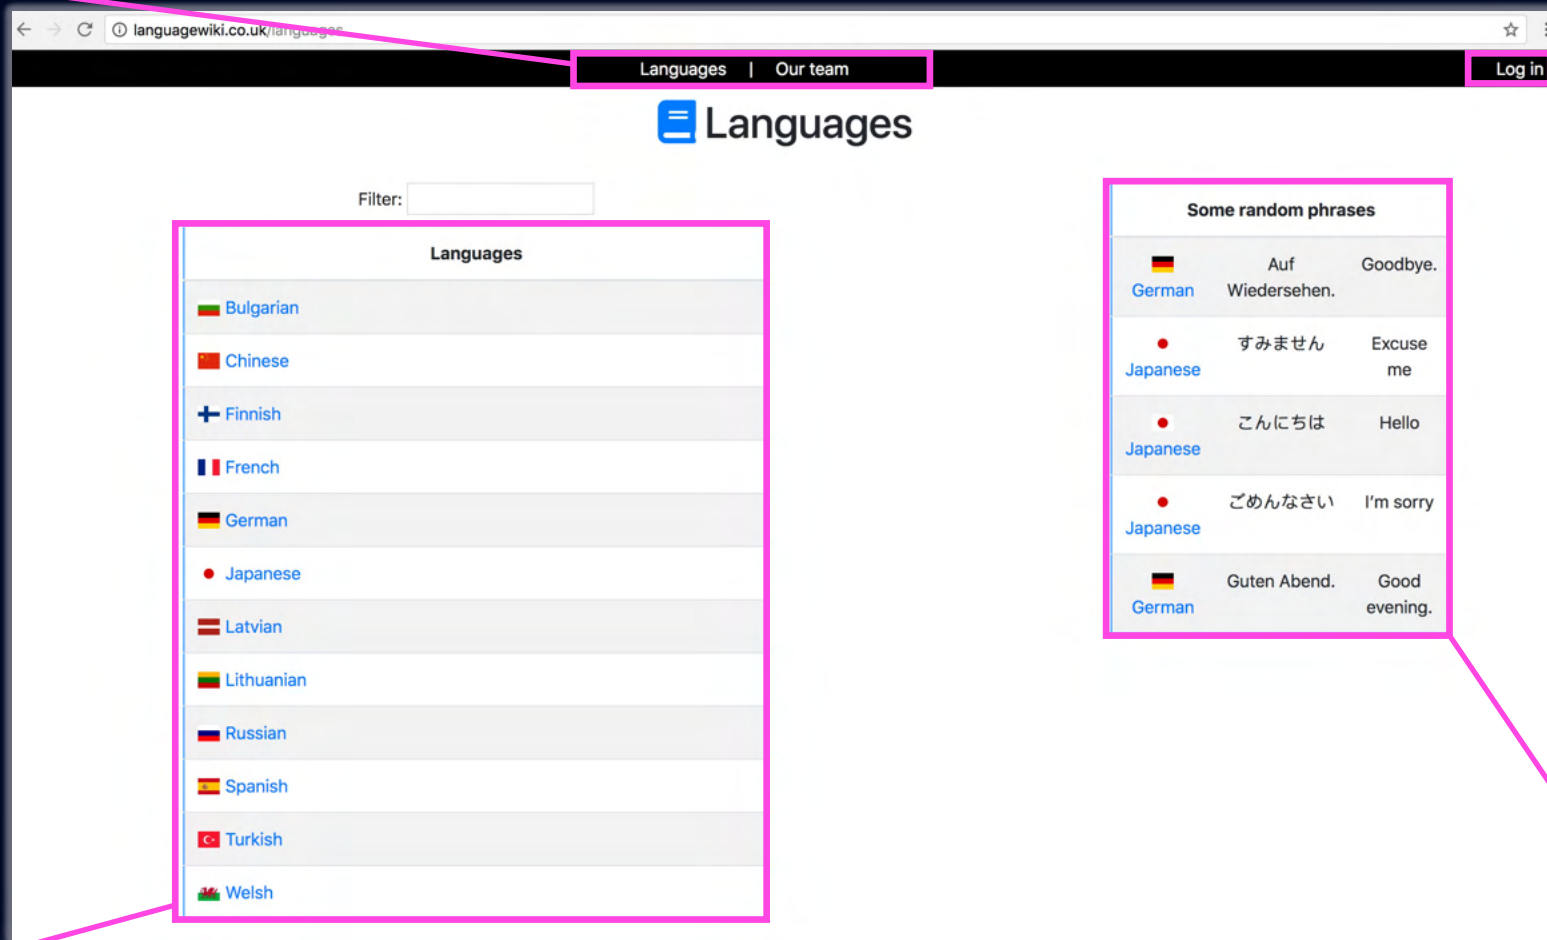 languagewiki.co.uk/languages
Languages | Our team
Log in
Languages
Filter:
Languages
Bulgarian
Chinese
Finnish
French
German
Japanese
Latvian
Lithuanian
Russian
Spanish
Turkish
Welsh
Some random phrases
Auf Goodbye.
German Wiedersehen.
すみません Excuse
Japanese me
こんにちは Hello
Japanese
ごめんなさい I'm sorry
Japanese
Guten Abend. Good
German evening.